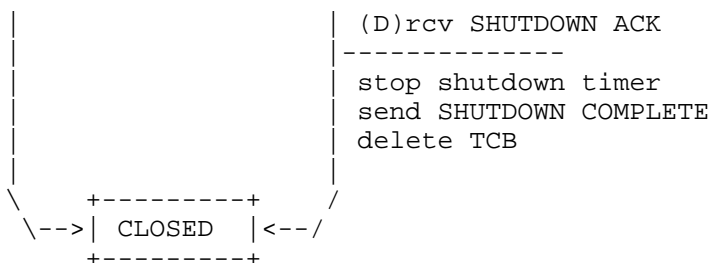 (D)rcv SHUTDOWN ACK
--------------
stop shutdown timer
send SHUTDOWN COMPLETE
delete TCB
CLOSED